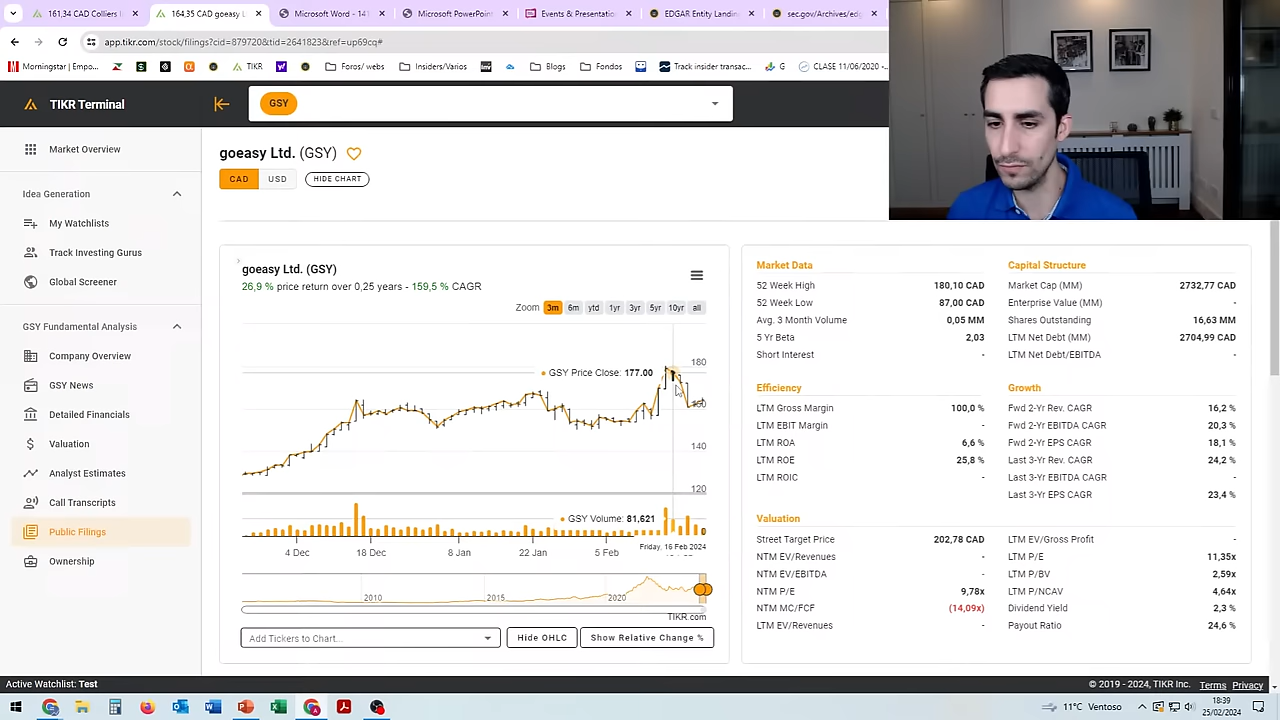 161,34 CAD Colliers I
164,35 CAD goeasy L
Microsoft Word - 141
Microsoft PowerPoint
Events & Presentation
EDGAR Entity Landing
sec.gov/Archives/edg
app.tikr.com/stock/filings?cid=879720&tid=2641823&ref=up69cq#
Morningstar | Empo...
TIKR
Foros/ webs
Insiders/Varios
Blogs
Fondos
Track insider transac...
G
CLASE 11/06/2020 -
TIKR Terminal
GSY
Market Overview
Idea Generation
My Watchlists
Track Investing Gurus
Global Screener
GSY Fundamental Analysis
Company Overview
GSY News
Detailed Financials
Valuation
Analyst Estimates
Call Transcripts
Public Filings
Ownership
goeasy Ltd. (GSY)
CAD USD HIDE CHART
goeasy Ltd. (GSY)
26,9 % price return over 0,25 years - 159,5 % CAGR
Zoom 3m 6m ytd 1yr 3yr 5yr 10yr all
180
GSY Price Close: 177.00
160
140
120
GSY Volume: 81,621
0
4 Dec 18 Dec 8 Jan 22 Jan 5 Feb Friday, 16 Feb 2024
2010 2015 2020
TIKR.com
Add Tickers to Chart...
Hide OHLC
Show Relative Change %
Market Data
52 Week High 180,10 CAD
52 Week Low 87,00 CAD
Avg. 3 Month Volume 0,05 MM
5 Yr Beta 2,03
Short Interest -
Capital Structure
Market Cap (MM) 2732,77 CAD
Enterprise Value (MM) -
Shares Outstanding 16,63 MM
LTM Net Debt (MM) 2704,99 CAD
LTM Net Debt/EBITDA -
Efficiency
LTM Gross Margin 100,0 %
LTM EBIT Margin -
LTM ROA 6,6 %
LTM ROE 25,8 %
LTM ROIC -
Growth
Fwd 2-Yr Rev. CAGR 16,2 %
Fwd 2-Yr EBITDA CAGR 20,3 %
Fwd 2-Yr EPS CAGR 18,1 %
Last 3-Yr Rev. CAGR 24,2 %
Last 3-Yr EBITDA CAGR -
Last 3-Yr EPS CAGR 23,4 %
Valuation
Street Target Price 202,78 CAD
NTM EV/Revenues -
NTM EV/EBITDA -
NTM P/E 9,78x
NTM MC/FCF (14,09x)
LTM EV/Revenues -
LTM EV/Gross Profit -
LTM P/E 11,35x
LTM P/BV 2,59x
LTM P/NCAV 4,64x
Dividend Yield 2,3 %
Payout Ratio 24,6 %
Active Watchlist: Test
© 2019 - 2024, TIKR Inc. Terms Privacy
11°C Ventoso
18:39
25/02/2024